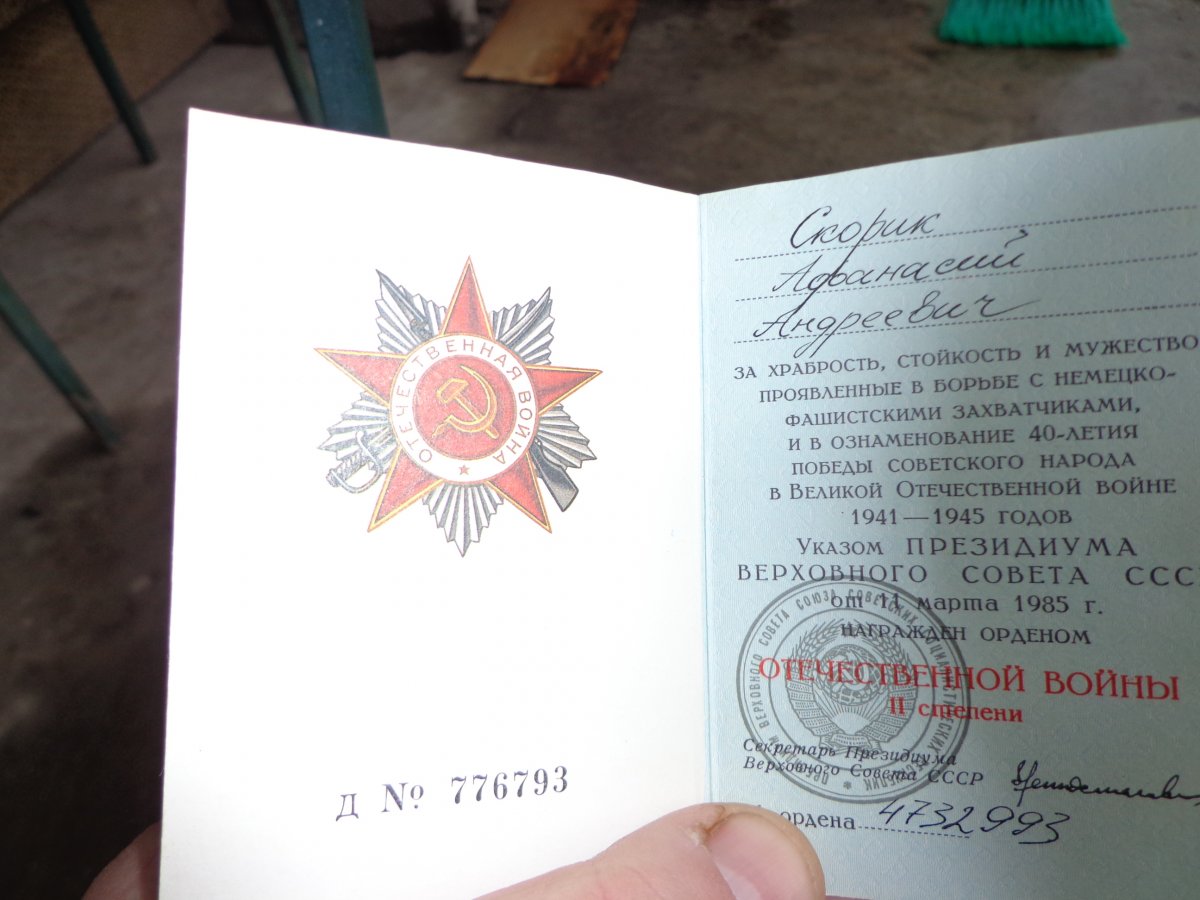 ОТЕЧЕСТВЕННАЯ ВОЙНА
Д № 776793
Скорик
Афанасий
Андреевич
ЗА ХРАБРОСТЬ, СТОЙКОСТЬ И МУЖЕСТВО
ПРОЯВЛЕННЫЕ В БОРЬБЕ С НЕМЕЦКО-
ФАШИСТСКИМИ ЗАХВАТЧИКАМИ,
И В ОЗНАМЕНОВАНИЕ 40-ЛЕТИЯ
ПОБЕДЫ СОВЕТСКОГО НАРОДА
В ВЕЛИКОЙ ОТЕЧЕСТВЕННОЙ ВОЙНЕ
1941—1945 ГОДОВ
УКАЗОМ ПРЕЗИДИУМА
ВЕРХОВНОГО СОВЕТА СССР
от 11 марта 1985 г.
НАГРАЖДЕН ОРДЕНОМ
ОТЕЧЕСТВЕННОЙ ВОЙНЫ
II степени
Секретарь Президиума
Верховного Совета СССР
ордена 4732993